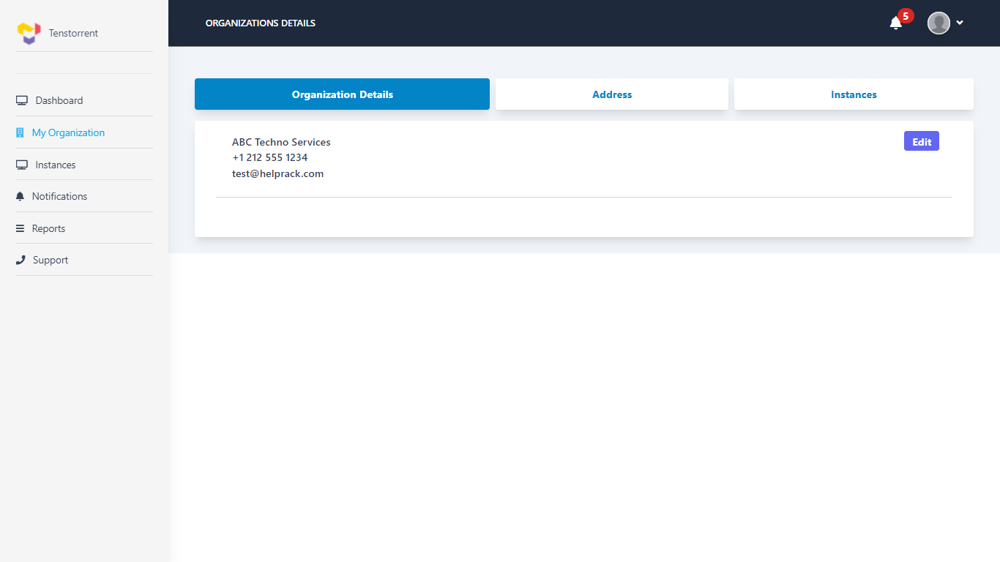 Tenstorrent
Dashboard
My Organization
Instances
Notifications
Reports
Support
ORGANIZATIONS DETAILS
5
Organization Details
Address
Instances
ABC Techno Services
+1 212 555 1234
test@helprack.com
Edit